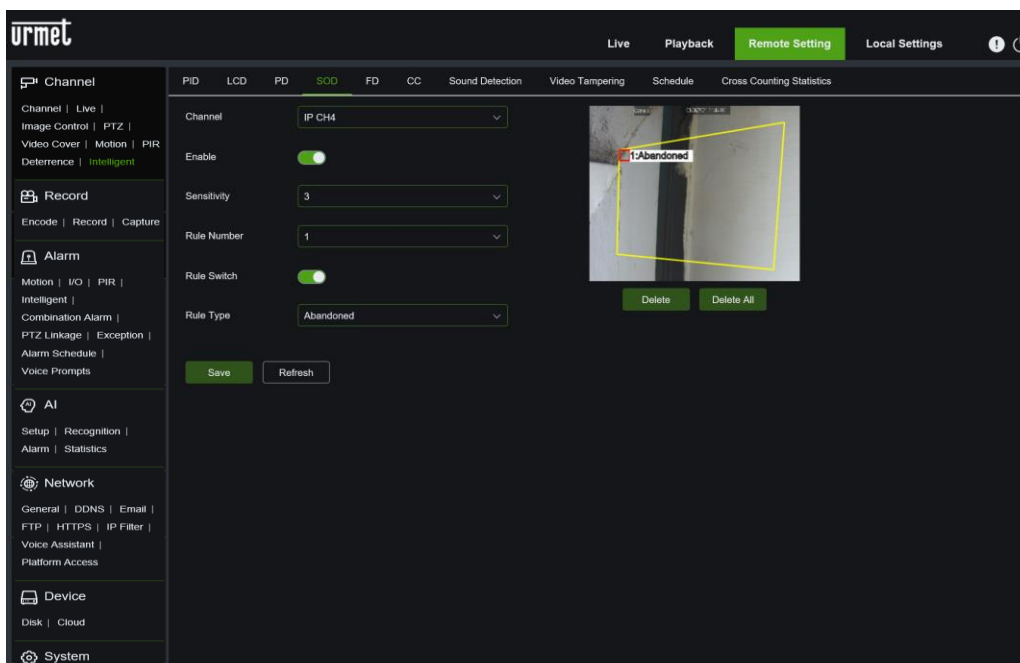 urmet
Live Playback Remote Setting Local Settings
Channel
Channel | Live |
Image Control | PTZ |
Video Cover | Motion | PIR
Deterrence | Intelligent
Record
Encode | Record | Capture
Alarm
Motion | I/O | PIR |
Intelligent |
Combination Alarm |
PTZ Linkage | Exception |
Alarm Schedule |
Voice Prompts
AI
AI
Setup | Recognition |
Alarm | Statistics
Network
General | DDNS | Email |
FTP | HTTPS | IP Filter |
Voice Assistant |
Platform Access
Device
Disk | Cloud
System
PID LCD PD SOD FD CC Sound Detection Video Tampering Schedule Cross Counting Statistics
Channel IP CH4
Enable
Sensitivity 3
Rule Number 1
Rule Switch
Rule Type Abandoned
Save Refresh
1:Abandoned
Delete Delete All